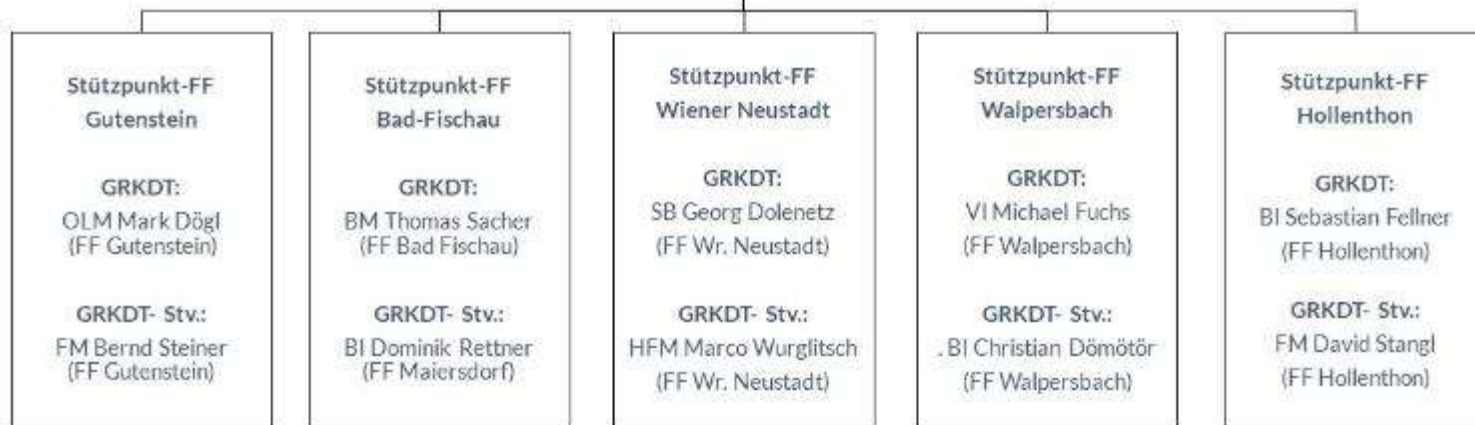 Stützpunkt-FF
Gutenstein
GRKDT:
OLM Mark Dögl
(FF Gutenstein)
GRKDT- Stv.:
FM Bernd Steiner
(FF Gutenstein)
Stützpunkt-FF
Bad-Fischau
GRKDT:
BM Thomas Sacher
(FF Bad Fischau)
GRKDT- Stv.:
BI Dominik Rettner
(FF Maiersdorf)
Stützpunkt-FF
Wiener Neustadt
GRKDT:
SB Georg Dolenetz
(FF Wr. Neustadt)
GRKDT- Stv.:
HFM Marco Wurglitsch
(FF Wr. Neustadt)
Stützpunkt-FF
Walpersbach
GRKDT:
VI Michael Fuchs
(FF Walpersbach)
GRKDT- Stv.:
. BI Christian Dömötör
(FF Walpersbach)
Stützpunkt-FF
Hollenthon
GRKDT:
BI Sebastian Fellner
(FF Hollenthon)
GRKDT- Stv.:
FM David Stangl
(FF Hollenthon)